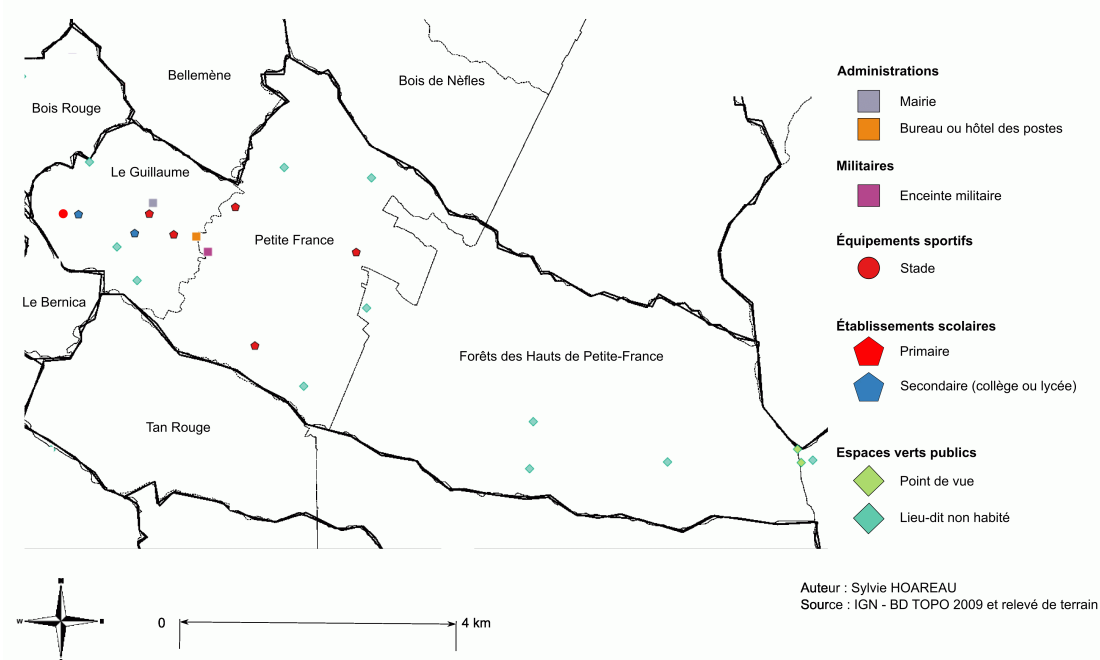 Bellemène
Bois de Nèfles
Bois Rouge
Le Guillaume
Petite France
Le Bernica
Forêts des Hauts de Petite-France
Tan Rouge
Administrations
Mairie
Bureau ou hôtel des postes
Militaires
Enceinte militaire
Équipements sportifs
Stade
Établissements scolaires
Primaire
Secondaire (collège ou lycée)
Espaces verts publics
Point de vue
Lieu-dit non habité
Auteur : Sylvie HOAREAU
Source : IGN - BD TOPO 2009 et relevé de terrain
W
0
4 km